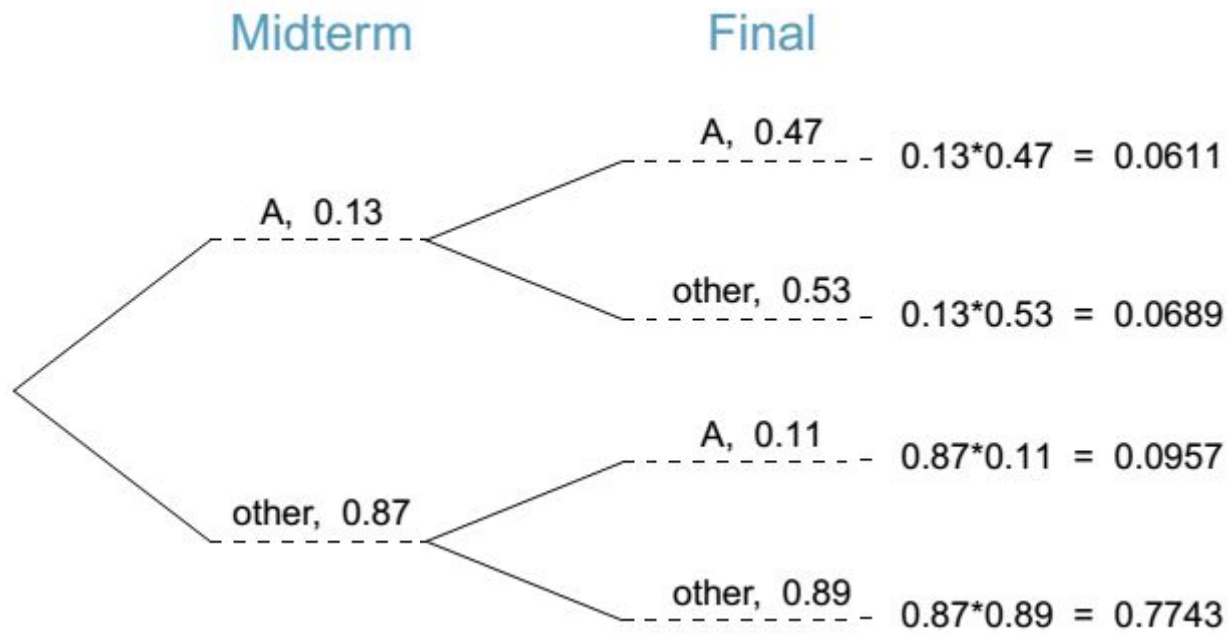 Midterm Final
A, 0.47
0.13*0.47 = 0.0611
A, 0.13
other, 0.53
0.13*0.53 = 0.0689
A, 0.11
0.87*0.11 = 0.0957
other, 0.87
other, 0.89
0.87*0.89 = 0.7743